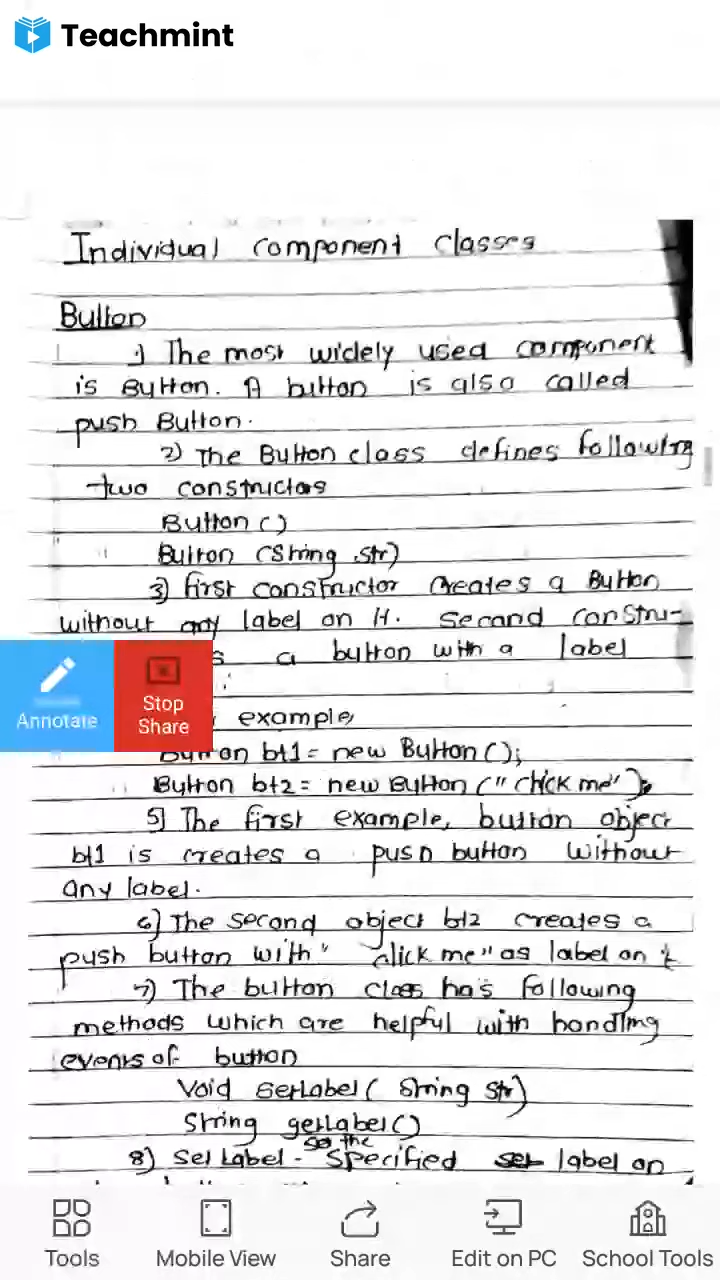 Teachmint
Individual component classes
Button
1) The most widely used component
is Button. A button is also called
push Button.
2) The Button class defines following
two constructors
Button ()
Button (String str)
3) first constructor creates a Button
without any label on it. Second constru-
s a button with a label
example
Button bt1 = new Button ();
Button bt2 = new Button ("Click me");
5) The first example, button object
bt1 is creates a push button without
any label.
6) The second object bt2 creates a
push button with "click me" as label on
7) The button class has following
methods which are helpful with handling
events of button
Void setLabel( String str)
String getLabel()
8) Set Label - set the specified label on
Annotate
Stop
Share
Tools
Mobile View
Share
Edit on PC
School Tools